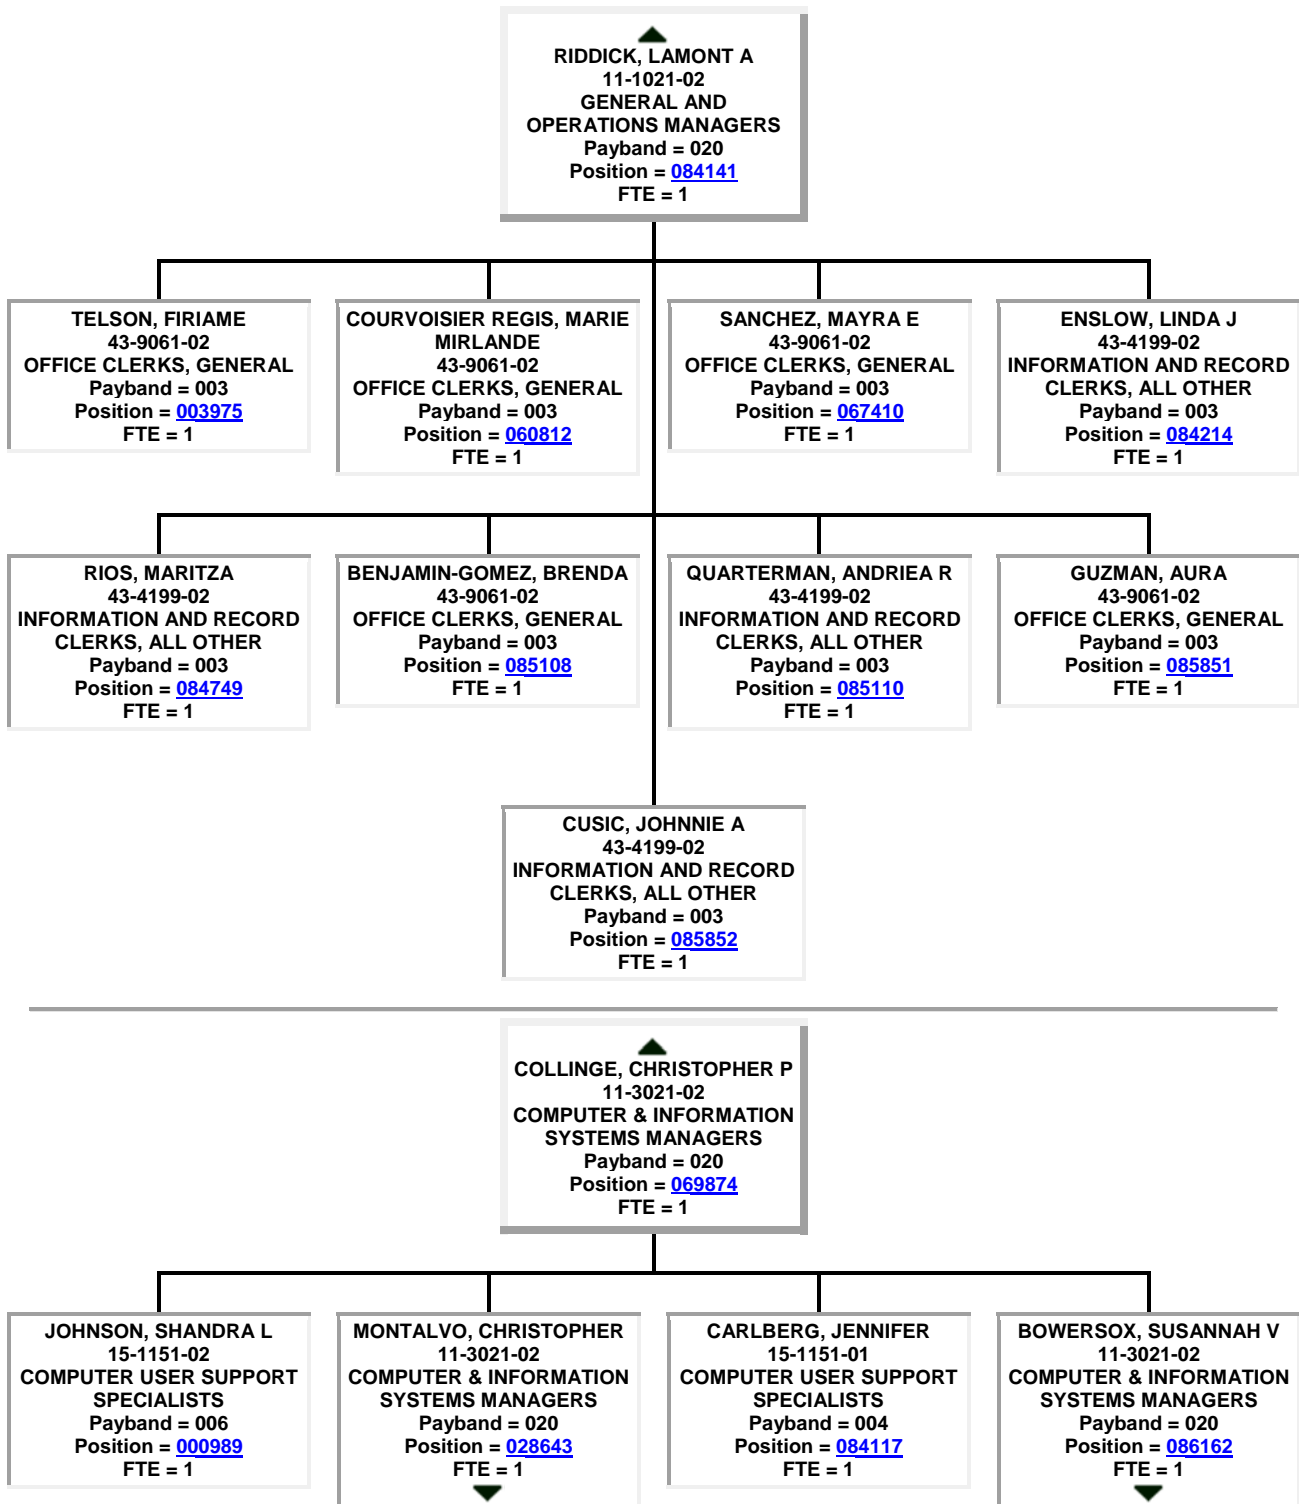 RIDDICK, LAMONT A
11-1021-02
GENERAL AND
OPERATIONS MANAGERS
Payband = 020
Position = 084141
FTE = 1
TELSON, FIRIAME
43-9061-02
OFFICE CLERKS, GENERAL
Payband = 003
Position = 003975
FTE = 1
COURVOISIER REGIS, MARIE
MIRLANDE
43-9061-02
OFFICE CLERKS, GENERAL
Payband = 003
Position = 060812
FTE = 1
SANCHEZ, MAYRA E
43-9061-02
OFFICE CLERKS, GENERAL
Payband = 003
Position = 067410
FTE = 1
ENSLOW, LINDA J
43-4199-02
INFORMATION AND RECORD
CLERKS, ALL OTHER
Payband = 003
Position = 084214
FTE = 1
RIOS, MARITZA
43-4199-02
INFORMATION AND RECORD
CLERKS, ALL OTHER
Payband = 003
Position = 084749
FTE = 1
BENJAMIN-GOMEZ, BRENDA
43-9061-02
OFFICE CLERKS, GENERAL
Payband = 003
Position = 085108
FTE = 1
QUARTERMAN, ANDRIEA R
43-4199-02
INFORMATION AND RECORD
CLERKS, ALL OTHER
Payband = 003
Position = 085110
FTE = 1
GUZMAN, AURA
43-9061-02
OFFICE CLERKS, GENERAL
Payband = 003
Position = 085851
FTE = 1
CUSIC, JOHNNIE A
43-4199-02
INFORMATION AND RECORD
CLERKS, ALL OTHER
Payband = 003
Position = 085852
FTE = 1
COLLINGE, CHRISTOPHER P
11-3021-02
COMPUTER & INFORMATION
SYSTEMS MANAGERS
Payband = 020
Position = 069874
FTE = 1
JOHNSON, SHANDRA L
15-1151-02
COMPUTER USER SUPPORT
SPECIALISTS
Payband = 006
Position = 000989
FTE = 1
MONTALVO, CHRISTOPHER
11-3021-02
COMPUTER & INFORMATION
SYSTEMS MANAGERS
Payband = 020
Position = 028643
FTE = 1
CARLBERG, JENNIFER
15-1151-01
COMPUTER USER SUPPORT
SPECIALISTS
Payband = 004
Position = 084117
FTE = 1
BOWERSOX, SUSANNAH V
11-3021-02
COMPUTER & INFORMATION
SYSTEMS MANAGERS
Payband = 020
Position = 086162
FTE = 1